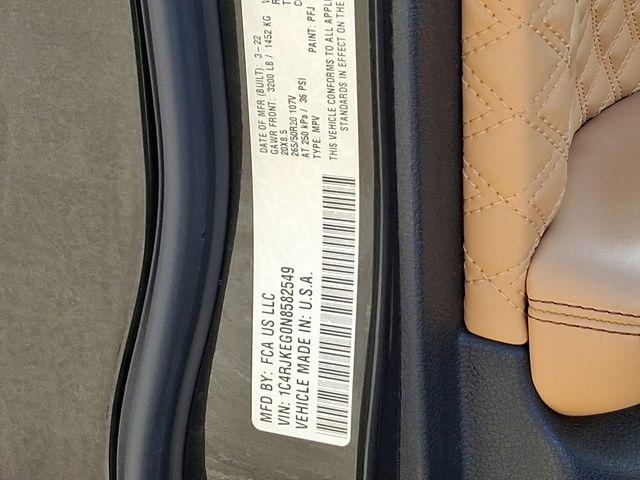 MFD BY: FCA US LLC
VIN: 1C4RJKEG0N8582549
VEHICLE MADE IN: U.S.A.
DATE OF MFR (BUILT): 3-22
GAWR FRONT: 3200 LB / 1452 KG
20X8.5
265/50R20 107V
AT 250 kPa / 36 PSI
TYPE: MPV
PAINT: PFJ
THIS VEHICLE CONFORMS TO ALL
STANDARDS IN EFFECT ON THE